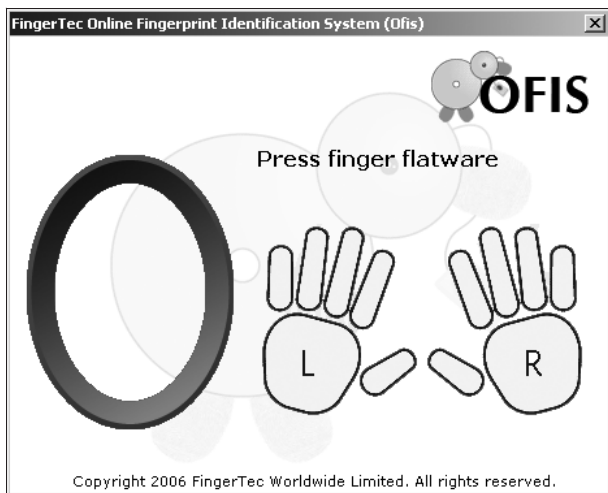 FingerTec Online Fingerprint Identification System (Ofis)
OFIS
Press finger flatware
L R
Copyright 2006 FingerTec Worldwide Limited. All rights reserved.